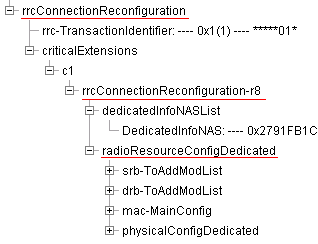 rrcConnectionReconfiguration
rrc-TransactionIdentifier: ---- 0x1(1) ---- *****01*
criticalExtensions
c1
rrcConnectionReconfiguration-r8
dedicatedInfoNASList
DedicatedInfoNAS: ---- 0x2791FB1C
radioResourceConfigDedicated
srb-ToAddModList
drb-ToAddModList
mac-MainConfig
physicalConfigDedicated